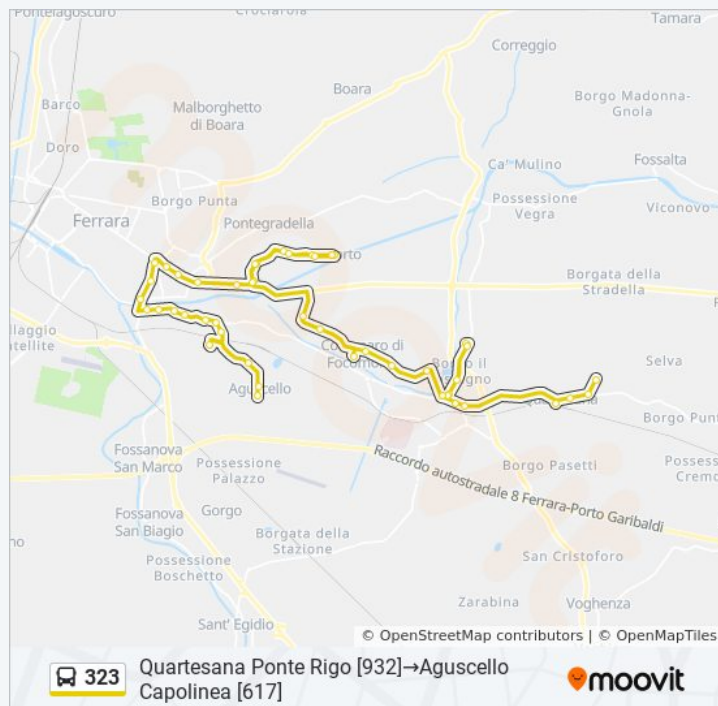 Pontelagoscuro
Crociarola
Tamara
Correggio
Boara
Barco
Malborghetto
di Boara
Borgo Madonna-
Gnola
Doro
Ca' Mulino
Fossalta
Borgo Punta
Possessione
Vegra
Viconovo
Ferrara
Pontegradella
Borgata della
Stradella
Selva
Aguscello
Borgo Pun
Fossanova
San Marco
Possessione
Palazzo
Raccordo autostradale 8 Ferrara-Porto Garibaldi
Borgo Pasetti
Possess
Cremo
Fossanova
San Biagio
Gorgo
Borgata della
Stazione
San Cristoforo
Possessione
Boschetto
Zarabina
Voghenza
Sant' Egidio
© OpenStreetMap contributors | © OpenMapTiles
323
Quartesana Ponte Rigo [932]→Aguscello
Capolinea [617]
moovit